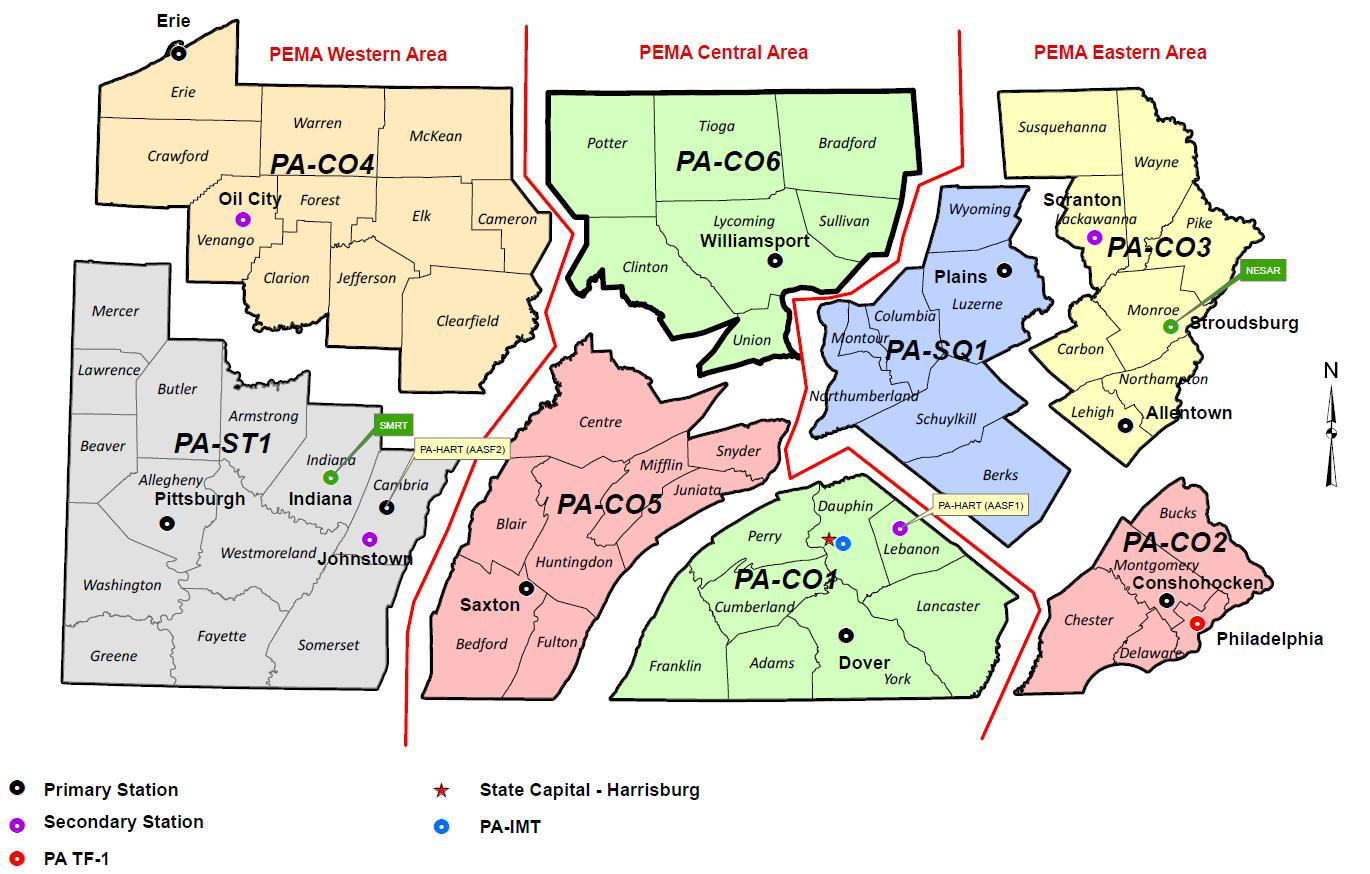 Erie
PEMA Western Area
PEMA Central Area
PEMA Eastern Area
Erie
Warren
McKean
Crawford
PA-CO4
Oil City
Forest
Elk
Cameron
Venango
Clarion
Jefferson
Clearfield
Potter
Tioga
Bradford
PA-CO6
Lycoming
Sullivan
Williamsport
Clinton
Union
Susquehanna
Wayne
Scranton
Lackawanna
Pike
PA-CO3
NESAR
Monroe
Stroudsburg
Carbon
Northampton
Lehigh
Allentown
Wyoming
Plains
Luzerne
Columbia
Montour
PA-SQ1
Northumberland
Schuylkill
Berks
N
Mercer
Lawrence
Butler
Armstrong
SMRT
PA-ST1
Beaver
Indiana
PA-HART (AASF2)
Allegheny
Cambria
Pittsburgh
Indiana
Westmoreland
Johnstown
Washington
Fayette
Somerset
Greene
Centre
Snyder
Mifflin
Juniata
PA-CO5
Blair
Huntingdon
Saxton
Bedford
Fulton
Dauphin
PA-HART (AASF1)
Perry
Lebanon
PA-CO1
Cumberland
Lancaster
Dover
Franklin
Adams
York
Bucks
PA-CO2
Montgomery
Conshohocken
Chester
Philadelphia
Delaware
Primary Station
Secondary Station
PA TF-1
State Capital - Harrisburg
PA-IMT